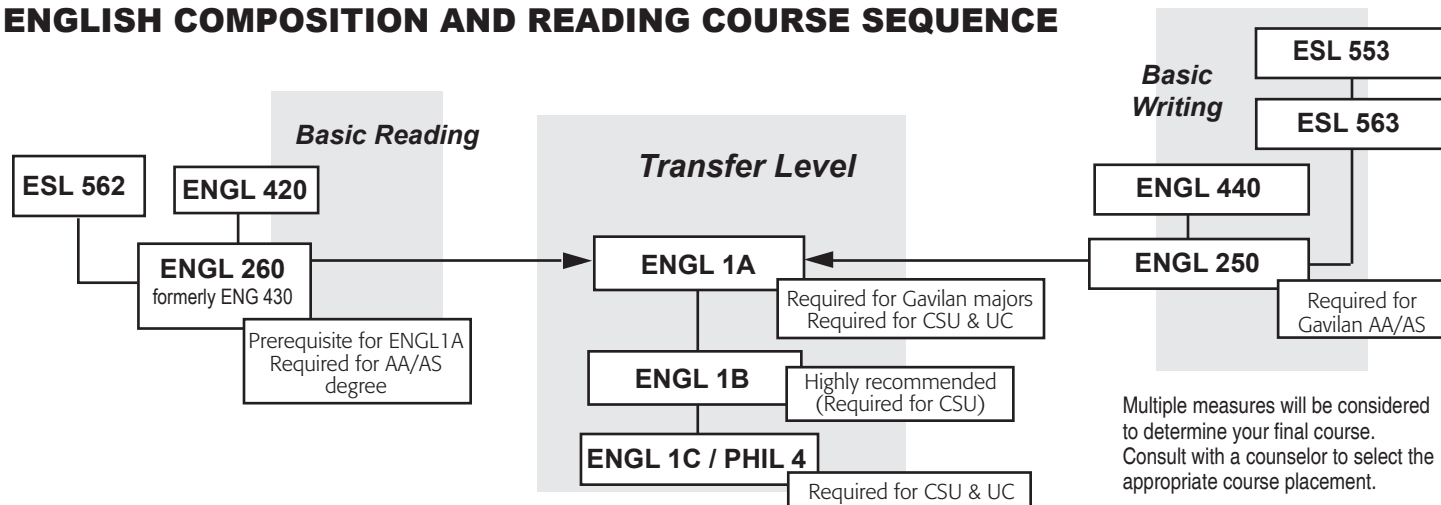 ENGLISH COMPOSITION AND READING COURSE SEQUENCE
Basic Reading
ESL 562
ENGL 420
ENGL 260
formerly ENG 430
Prerequisite for ENGL1A
Required for AA/AS
degree
Transfer Level
ENGL 1A
Required for Gavilan majors
Required for CSU & UC
ENGL 1B
Highly recommended
(Required for CSU)
ENGL 1C / PHIL 4
Required for CSU & UC
Basic
Writing
ESL 553
ESL 563
ENGL 440
ENGL 250
Required for
Gavilan AA/AS
Multiple measures will be considered
to determine your final course.
Consult with a counselor to select the
appropriate course placement.